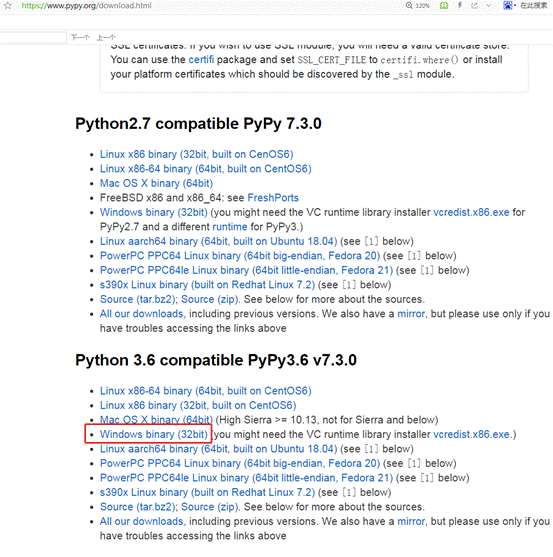 https://www.pypy.org/download.html 120% 在此搜索
下一个 上一个
SSL certificates. If you wish to use SSL module, you will need a valid certificate store.
You can use the certifi package and set SSL_CERT_FILE to certifi.where() or install
your platform certificates which should be discovered by the _ssl module.
Python2.7 compatible PyPy 7.3.0
• Linux x86 binary (32bit, built on CenOS6)
• Linux x86-64 binary (64bit, built on CentOS6)
• Mac OS X binary (64bit)
• FreeBSD x86 and x86_64: see FreshPorts
• Windows binary (32bit) (you might need the VC runtime library installer vcredist.x86.exe for
PyPy2.7 and a different runtime for PyPy3.)
• Linux aarch64 binary (64bit, built on Ubuntu 18.04) (see [1] below)
• PowerPC PPC64 Linux binary (64bit big-endian, Fedora 20) (see [1] below)
• PowerPC PPC64le Linux binary (64bit little-endian, Fedora 21) (see [1] below)
• s390x Linux binary (built on Redhat Linux 7.2) (see [1] below)
• Source (tar.bz2); Source (zip). See below for more about the sources.
• All our downloads, including previous versions. We also have a mirror, but please use only if you
have troubles accessing the links above
Python 3.6 compatible PyPy3.6 v7.3.0
• Linux x86-64 binary (64bit, built on CentOS6)
• Linux x86 binary (32bit, built on CenOS6)
• Mac OS X binary (64bit) (High Sierra >= 10.13, not for Sierra and below)
• Windows binary (32bit) (you might need the VC runtime library installer vcredist.x86.exe.)
• Linux aarch64 binary (64bit, built on Ubuntu 18.04) (see [1] below)
• PowerPC PPC64 Linux binary (64bit big-endian, Fedora 20) (see [1] below)
• PowerPC PPC64le Linux binary (64bit little-endian, Fedora 21) (see [1] below)
• s390x Linux binary (built on Redhat Linux 7.2) (see [1] below)
• Source (tar.bz2); Source (zip). See below for more about the sources.
• All our downloads, including previous versions. We also have a mirror, but please use only if you
have troubles accessing the links above